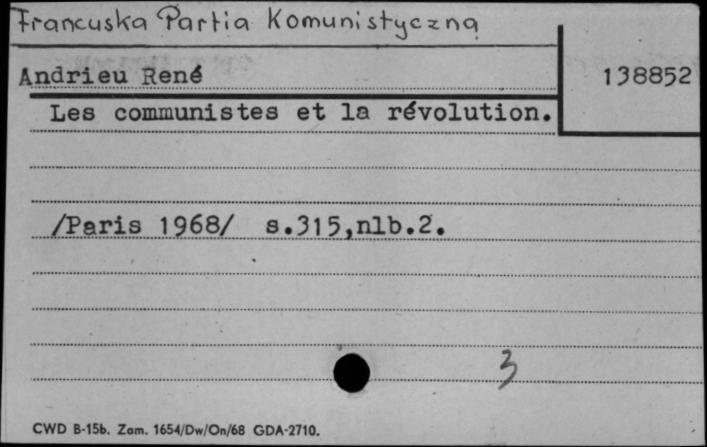 Francuska Partia Komunistyczną
Andrieu René
138852
Les communistes et la révolution.
/Paris 1968/ s.315,nlb.2.
3
CWD B-15b. Zam. 1654/Dw/On/68 GDA-2710.